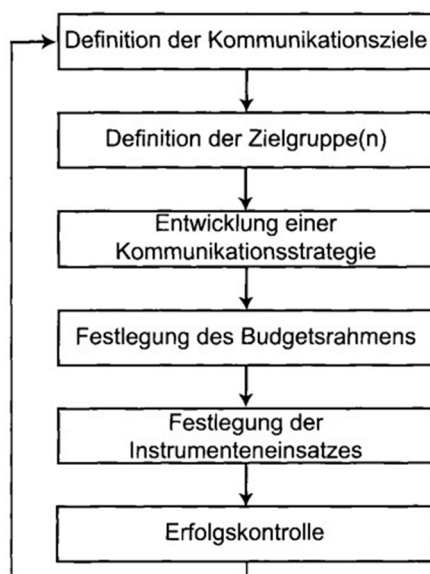 Definition der Kommunikationsziele
Definition der Zielgruppe(n)
Entwicklung einer
Kommunikationsstrategie
Festlegung des Budgetsrahmens
Festlegung der
Instrumenteneinsatzes
Erfolgskontrolle